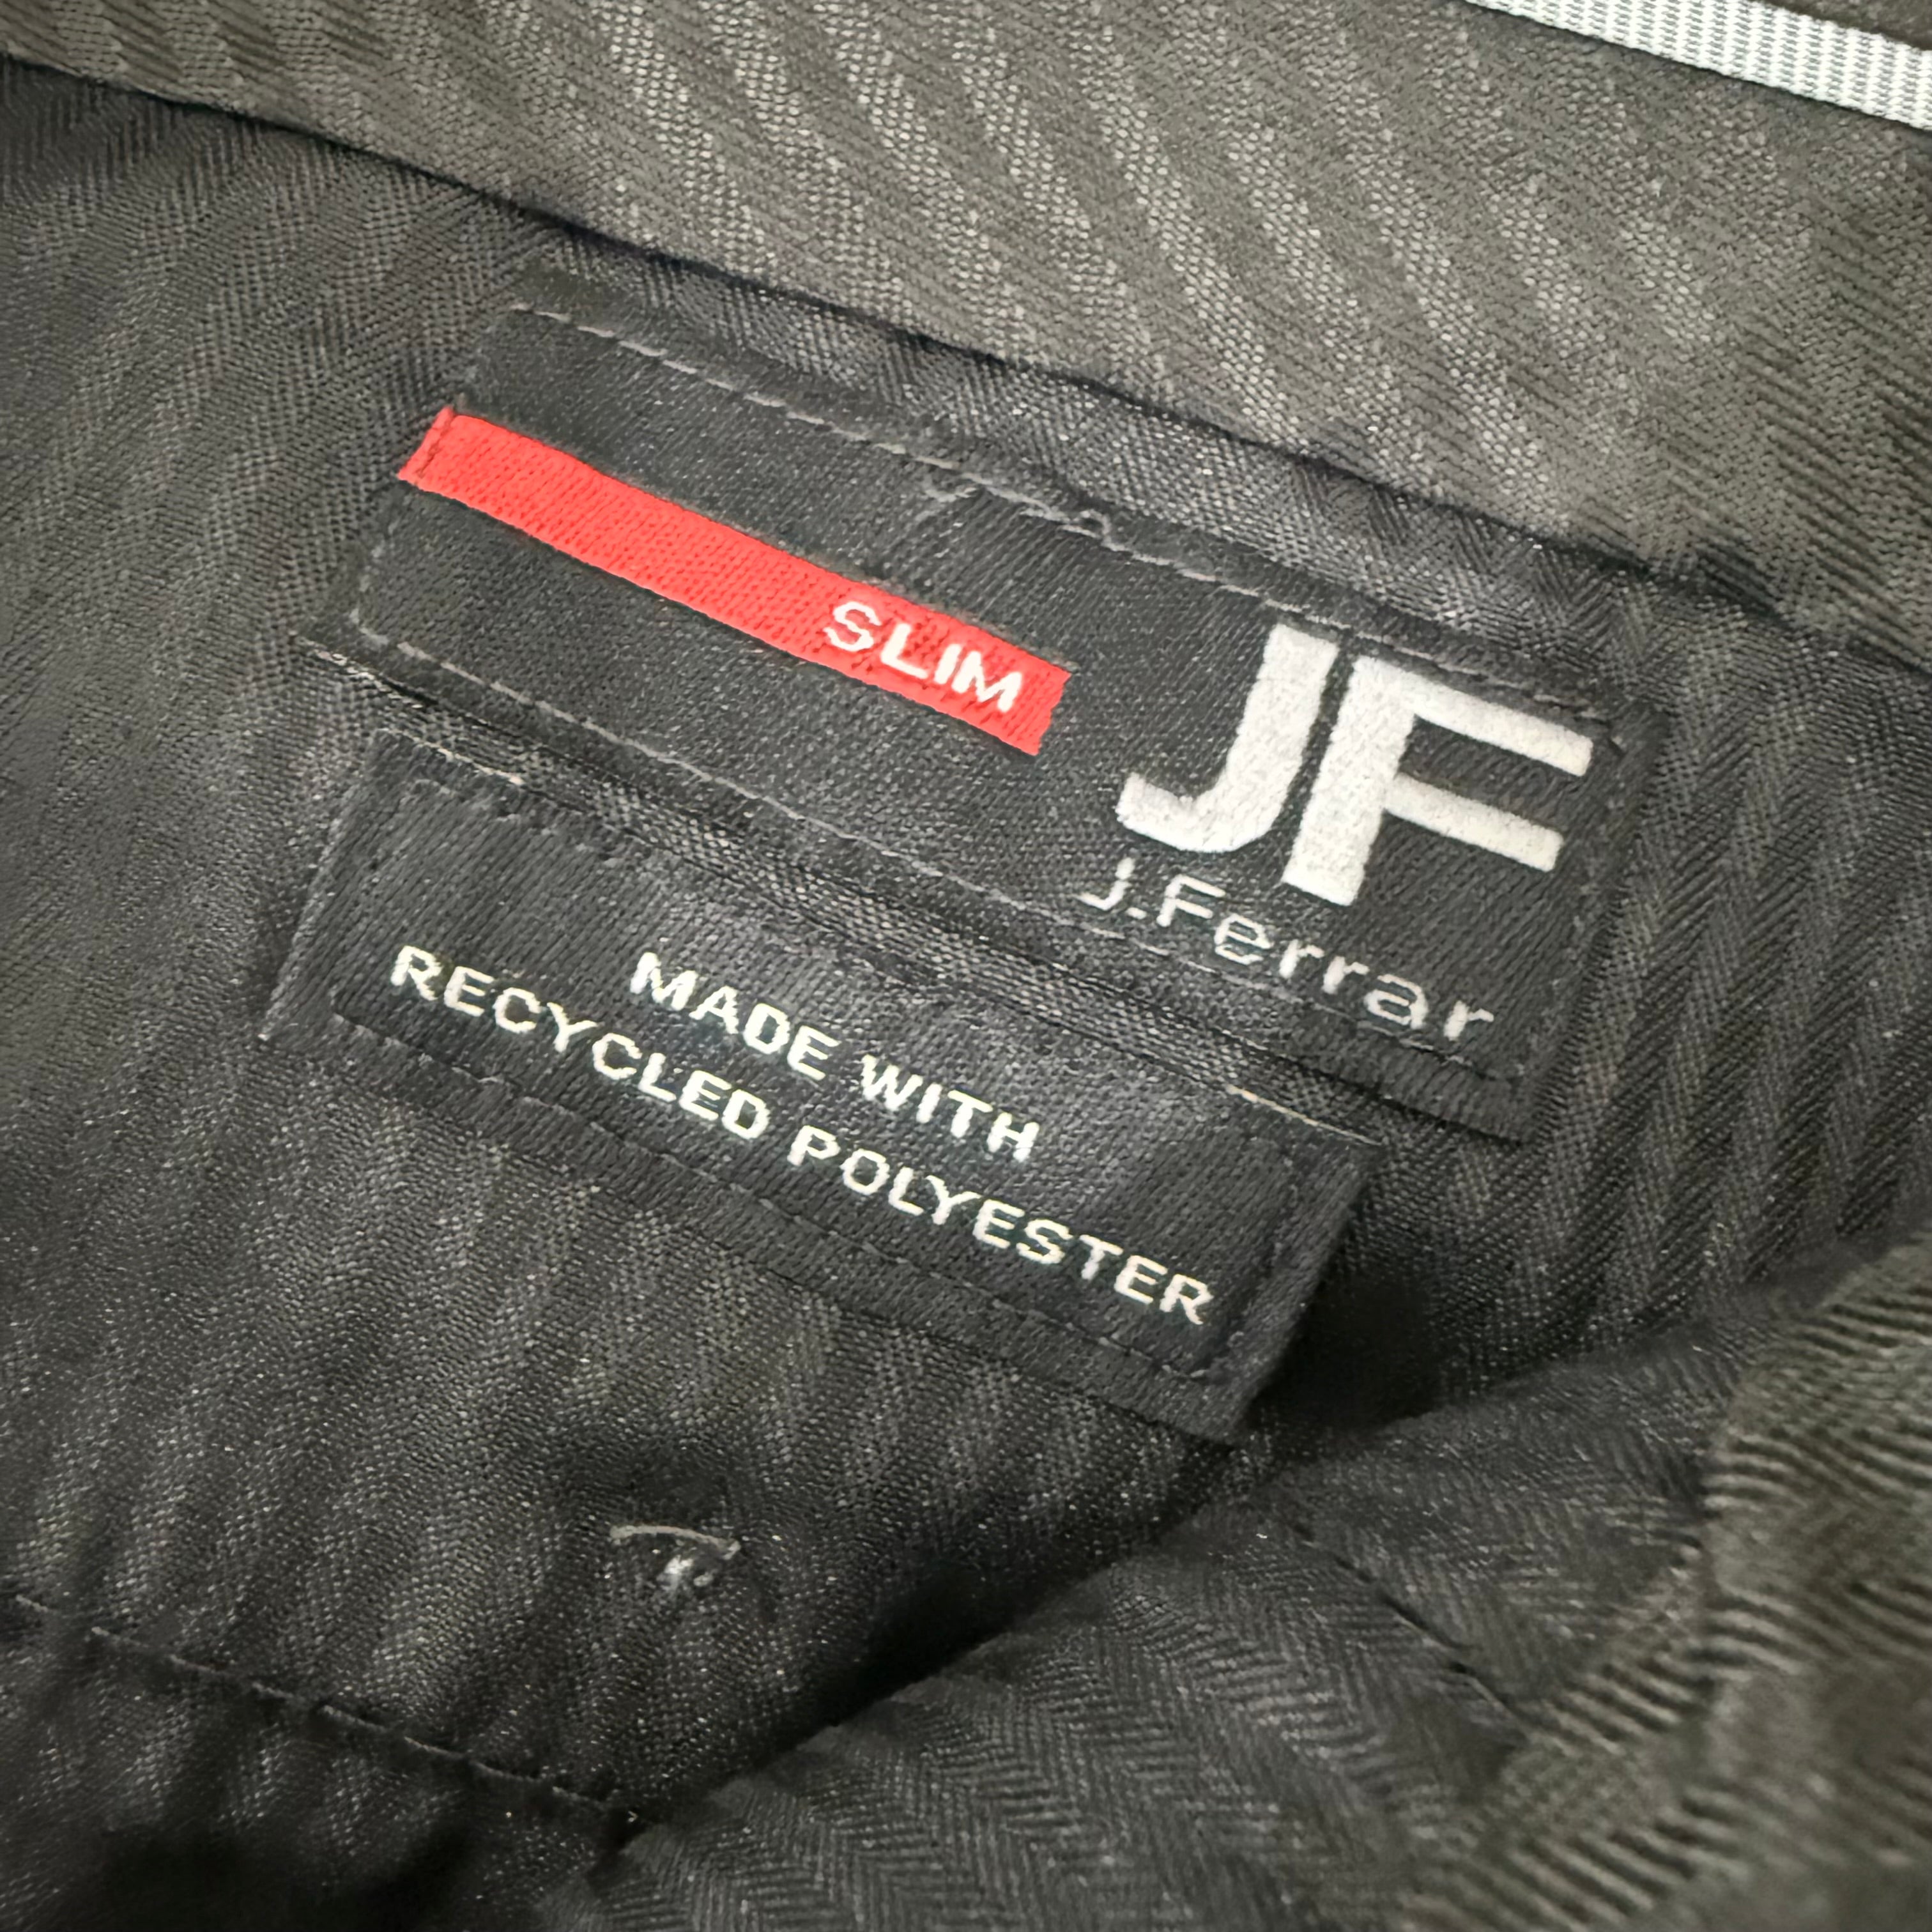 SLIM
JF
J.Ferrar
MADE WITH
RECYCLED POLYESTER